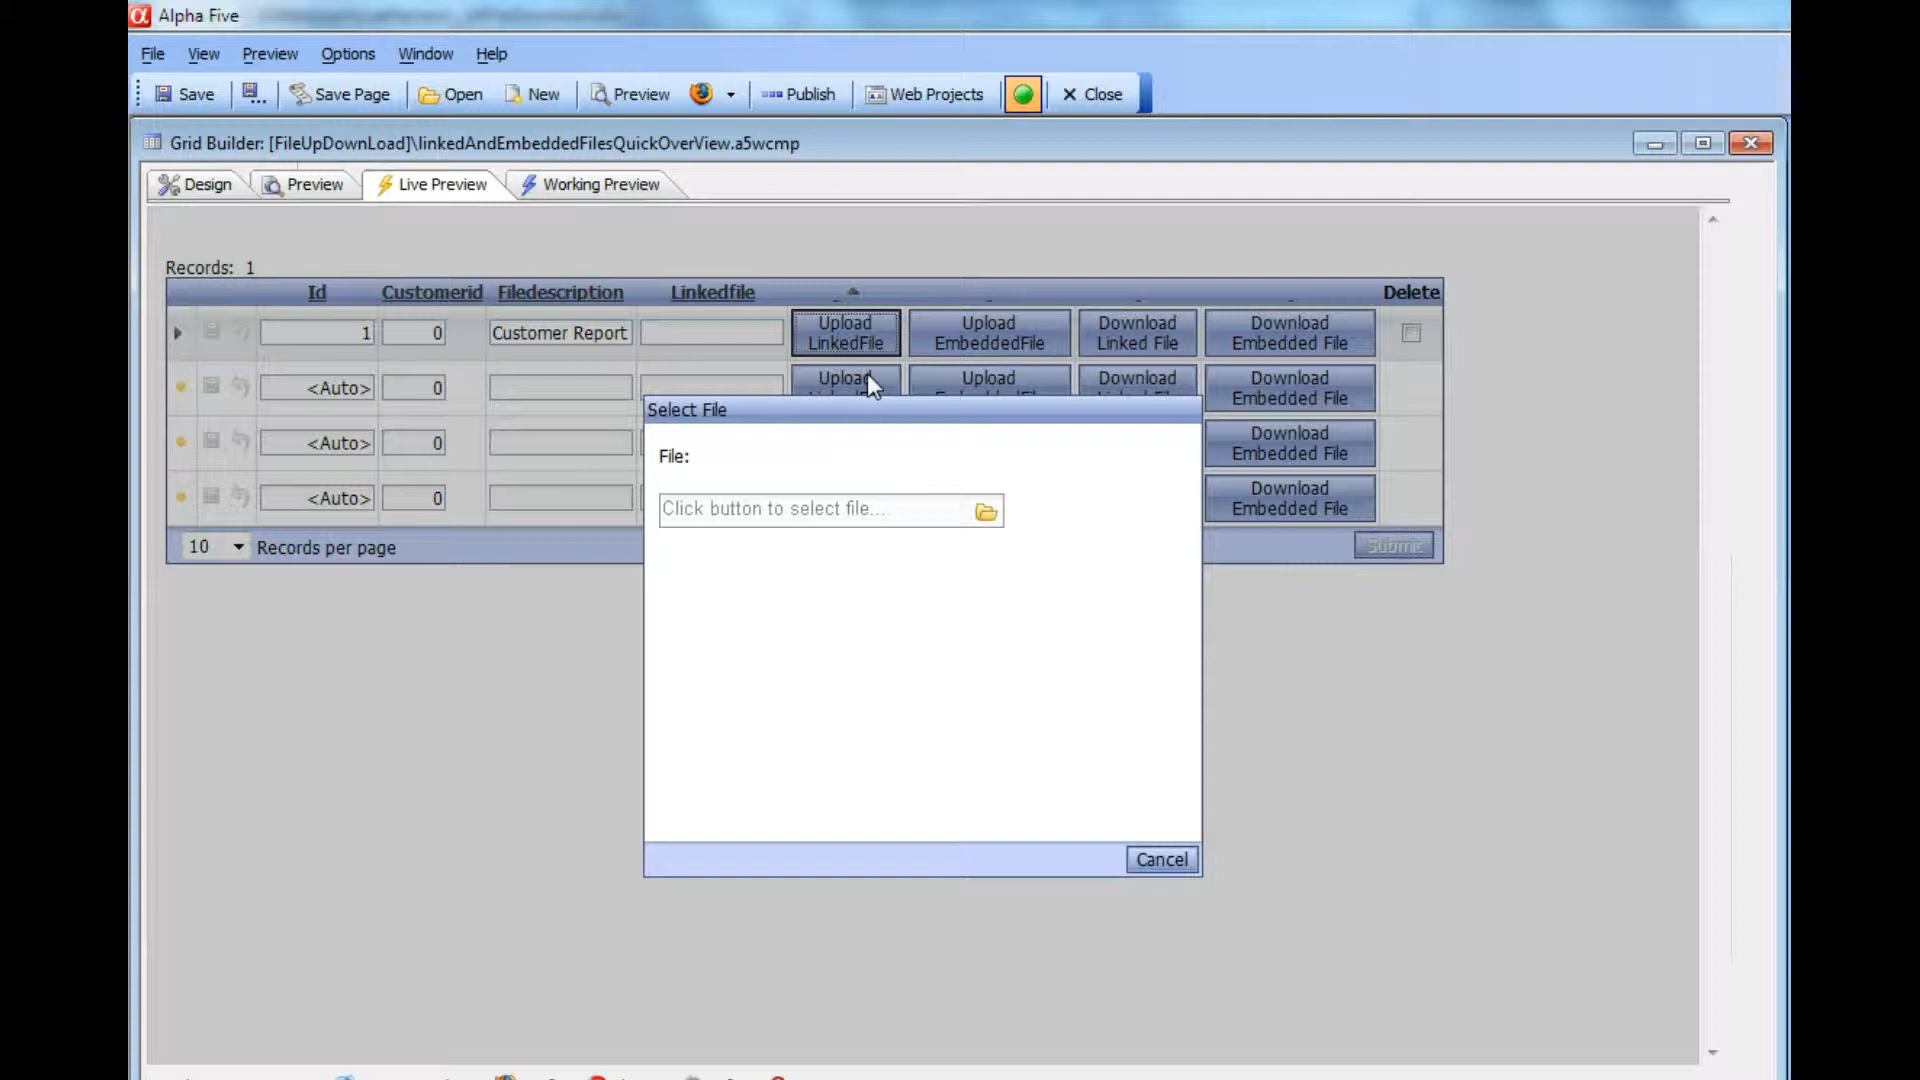 Alpha Five
File View Preview Options Window Help
Save Save Page Open New Preview Publish Web Projects Close
Grid Builder: [FileUpDownLoad]\linkedAndEmbeddedFilesQuickOverView.a5wcmp
Design Preview Live Preview Working Preview
Records: 1
Id Customerid Filedescription Linkedfile Delete
1 0 Customer Report Upload LinkedFile Upload EmbeddedFile Download Linked File Download Embedded File
<Auto> 0 Upload Upload Download Download Embedded File
<Auto> 0 Download Embedded File
<Auto> 0 Download Embedded File
10 Records per page Submit
Select File
File:
Click button to select file...
Cancel